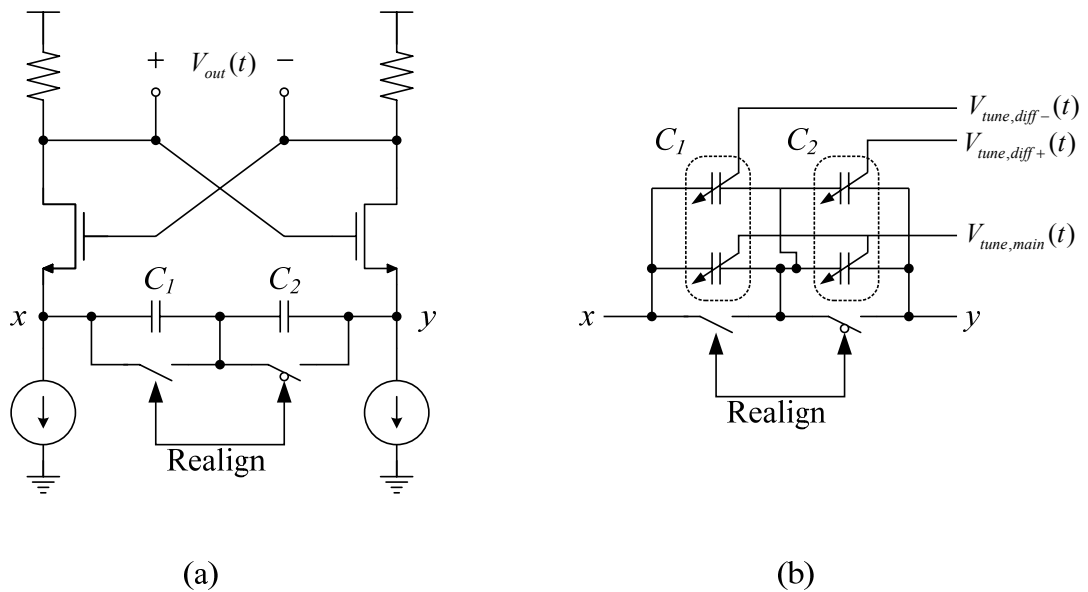 + V_out(t) −
C_1 C_2
x y
Realign
(a)
V_tune,diff−(t)
C_1 C_2 V_tune,diff+(t)
V_tune,main(t)
x y
Realign
(b)